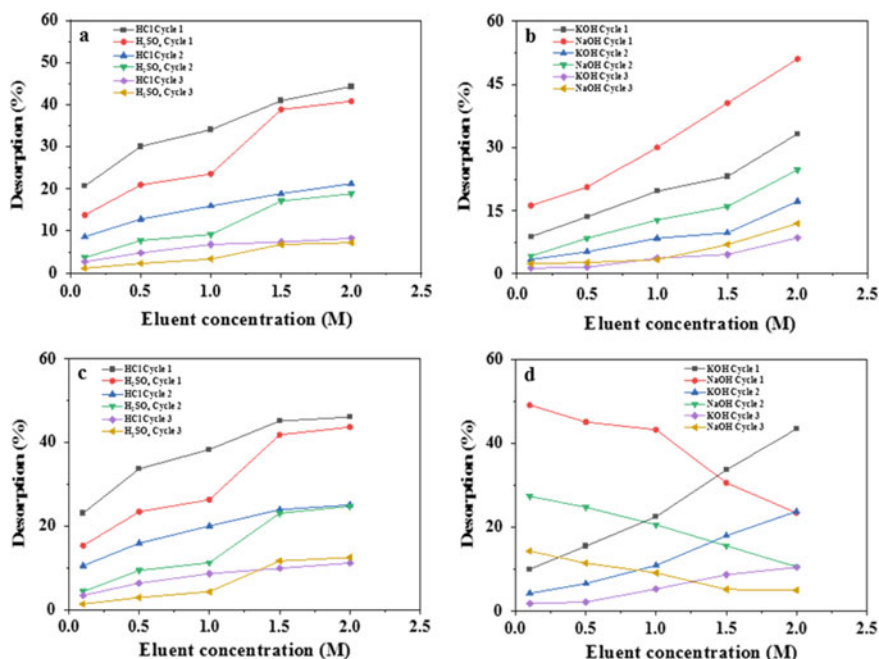 a
HCl Cycle 1
H₂SO₄ Cycle 1
HCl Cycle 2
H₂SO₄ Cycle 2
HCl Cycle 3
H₂SO₄ Cycle 3
60
50
40
30
20
10
0
Desorption (%)
0.0 0.5 1.0 1.5 2.0 2.5
Eluent concentration (M)
b
KOH Cycle 1
NaOH Cycle 1
KOH Cycle 2
NaOH Cycle 2
KOH Cycle 3
NaOH Cycle 3
60
45
30
15
0
Desorption (%)
0.0 0.5 1.0 1.5 2.0 2.5
Eluent concentration (M)
c
HCl Cycle 1
H₂SO₄ Cycle 1
HCl Cycle 2
H₂SO₄ Cycle 2
HCl Cycle 3
H₂SO₄ Cycle 3
60
40
20
0
Desorption (%)
0.0 0.5 1.0 1.5 2.0 2.5
Eluent concentration (M)
d
KOH Cycle 1
NaOH Cycle 1
KOH Cycle 2
NaOH Cycle 2
KOH Cycle 3
NaOH Cycle 3
60
40
20
0
Desorption (%)
0.0 0.5 1.0 1.5 2.0 2.5
Eluent concentration (M)